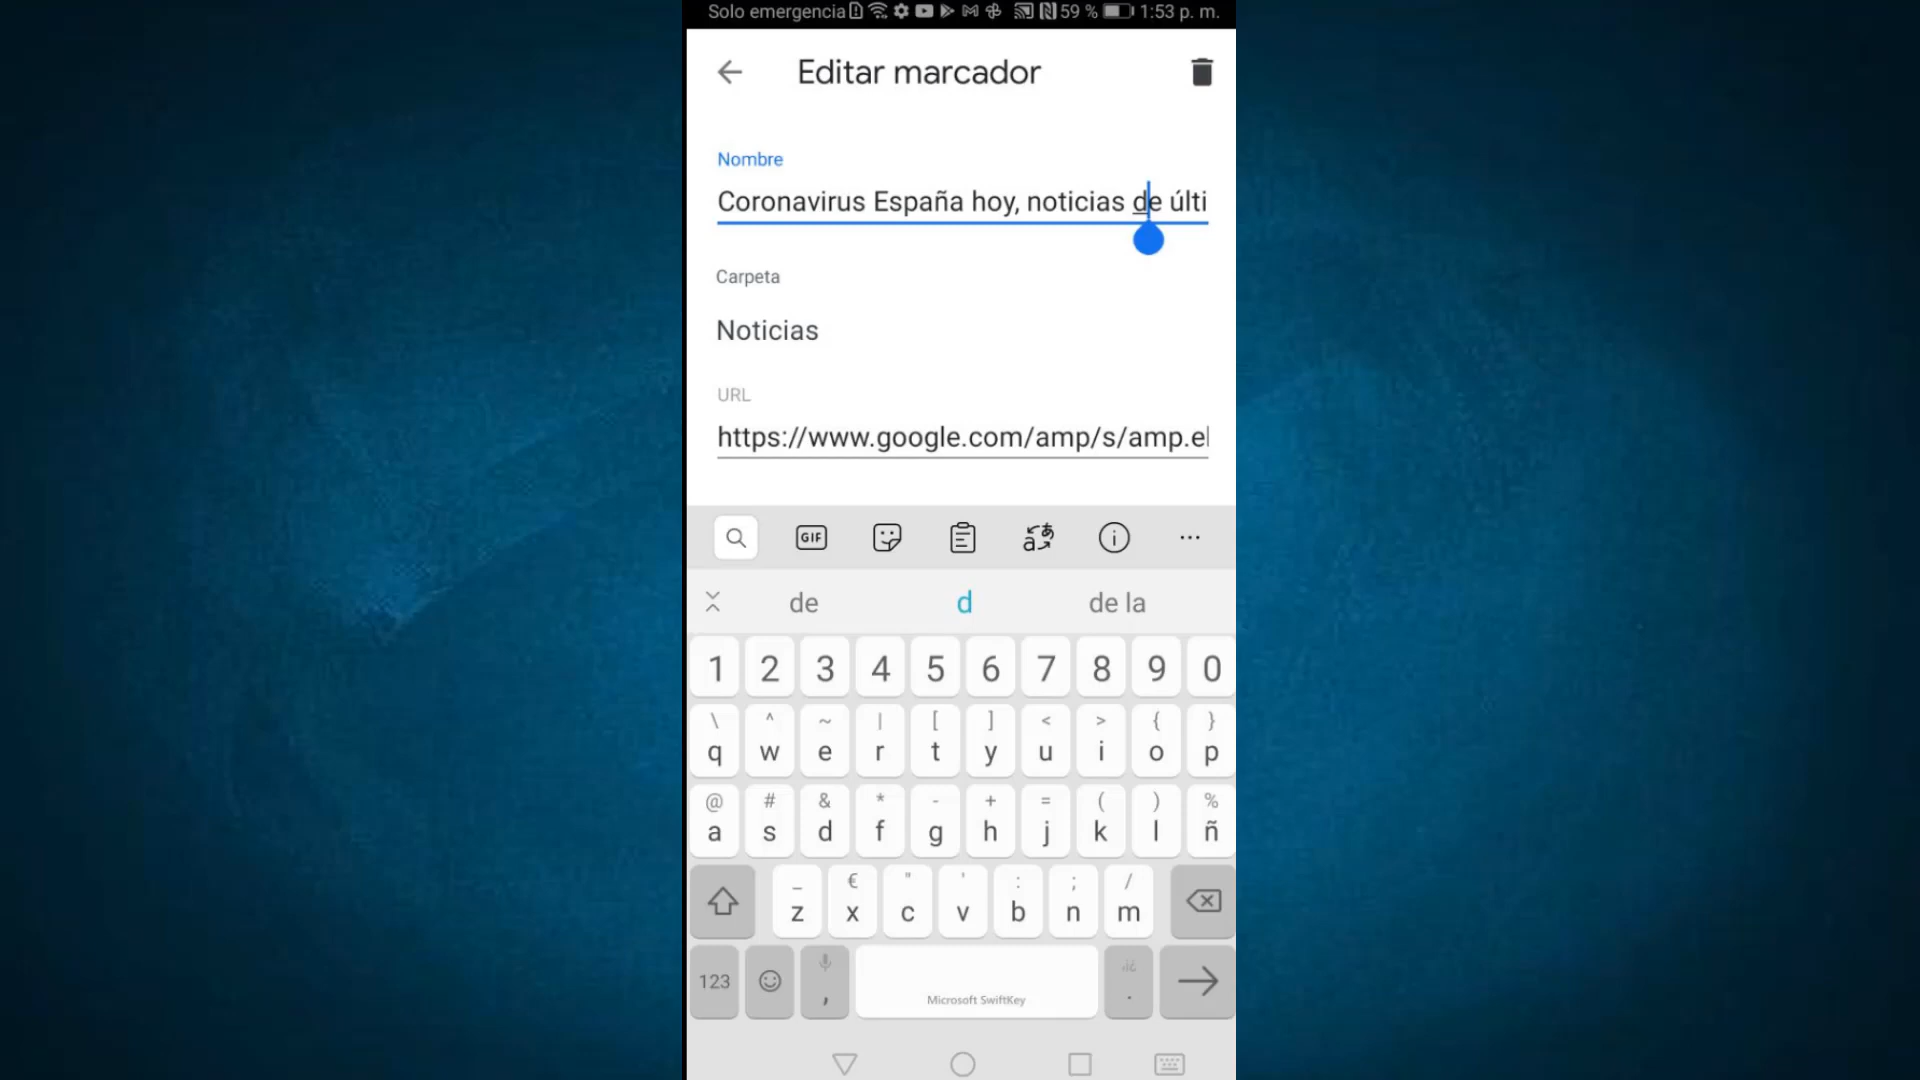 Solo emergencia 59 % 1:53 p. m.
Editar marcador
Nombre
Coronavirus España hoy, noticias de últi
Carpeta
Noticias
URL
https://www.google.com/amp/s/amp.el
GIF
de d de la
1 2 3 4 5 6 7 8 9 0
\ ^ ~ | [ ] < > { }
q w e r t y u i o p
@ # & * - + = ( ) %
a s d f g h j k l ñ
_ € " ' : ; /
z x c v b n m
123 , ¡¿ .
Microsoft SwiftKey